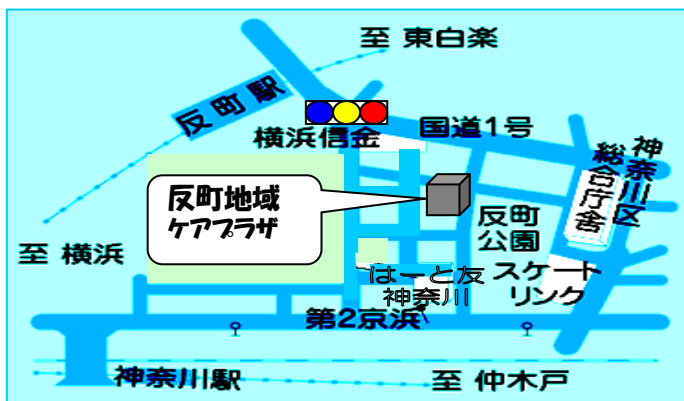 至 東白楽
反町駅
横浜信金
国道1号
神奈川区
総合庁舎
反町地域
ケアプラザ
反町
公園
至 横浜
はーと友
神奈川
スケート
リンク
第2京浜
神奈川駅
至 仲木戸